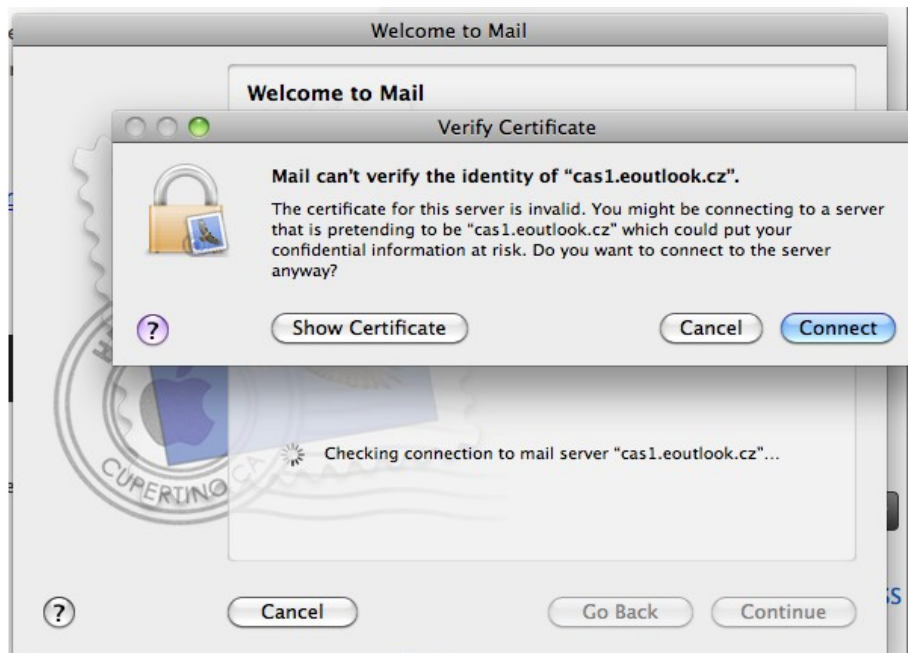 Welcome to Mail
Welcome to Mail
Verify Certificate
Mail can't verify the identity of “cas1.eoutlook.cz”.
The certificate for this server is invalid. You might be connecting to a server
that is pretending to be “cas1.eoutlook.cz” which could put your
confidential information at risk. Do you want to connect to the server
anyway?
?
Show Certificate
Cancel
Connect
Checking connection to mail server “cas1.eoutlook.cz”...
CUPERTINO CA
?
Cancel
Go Back
Continue